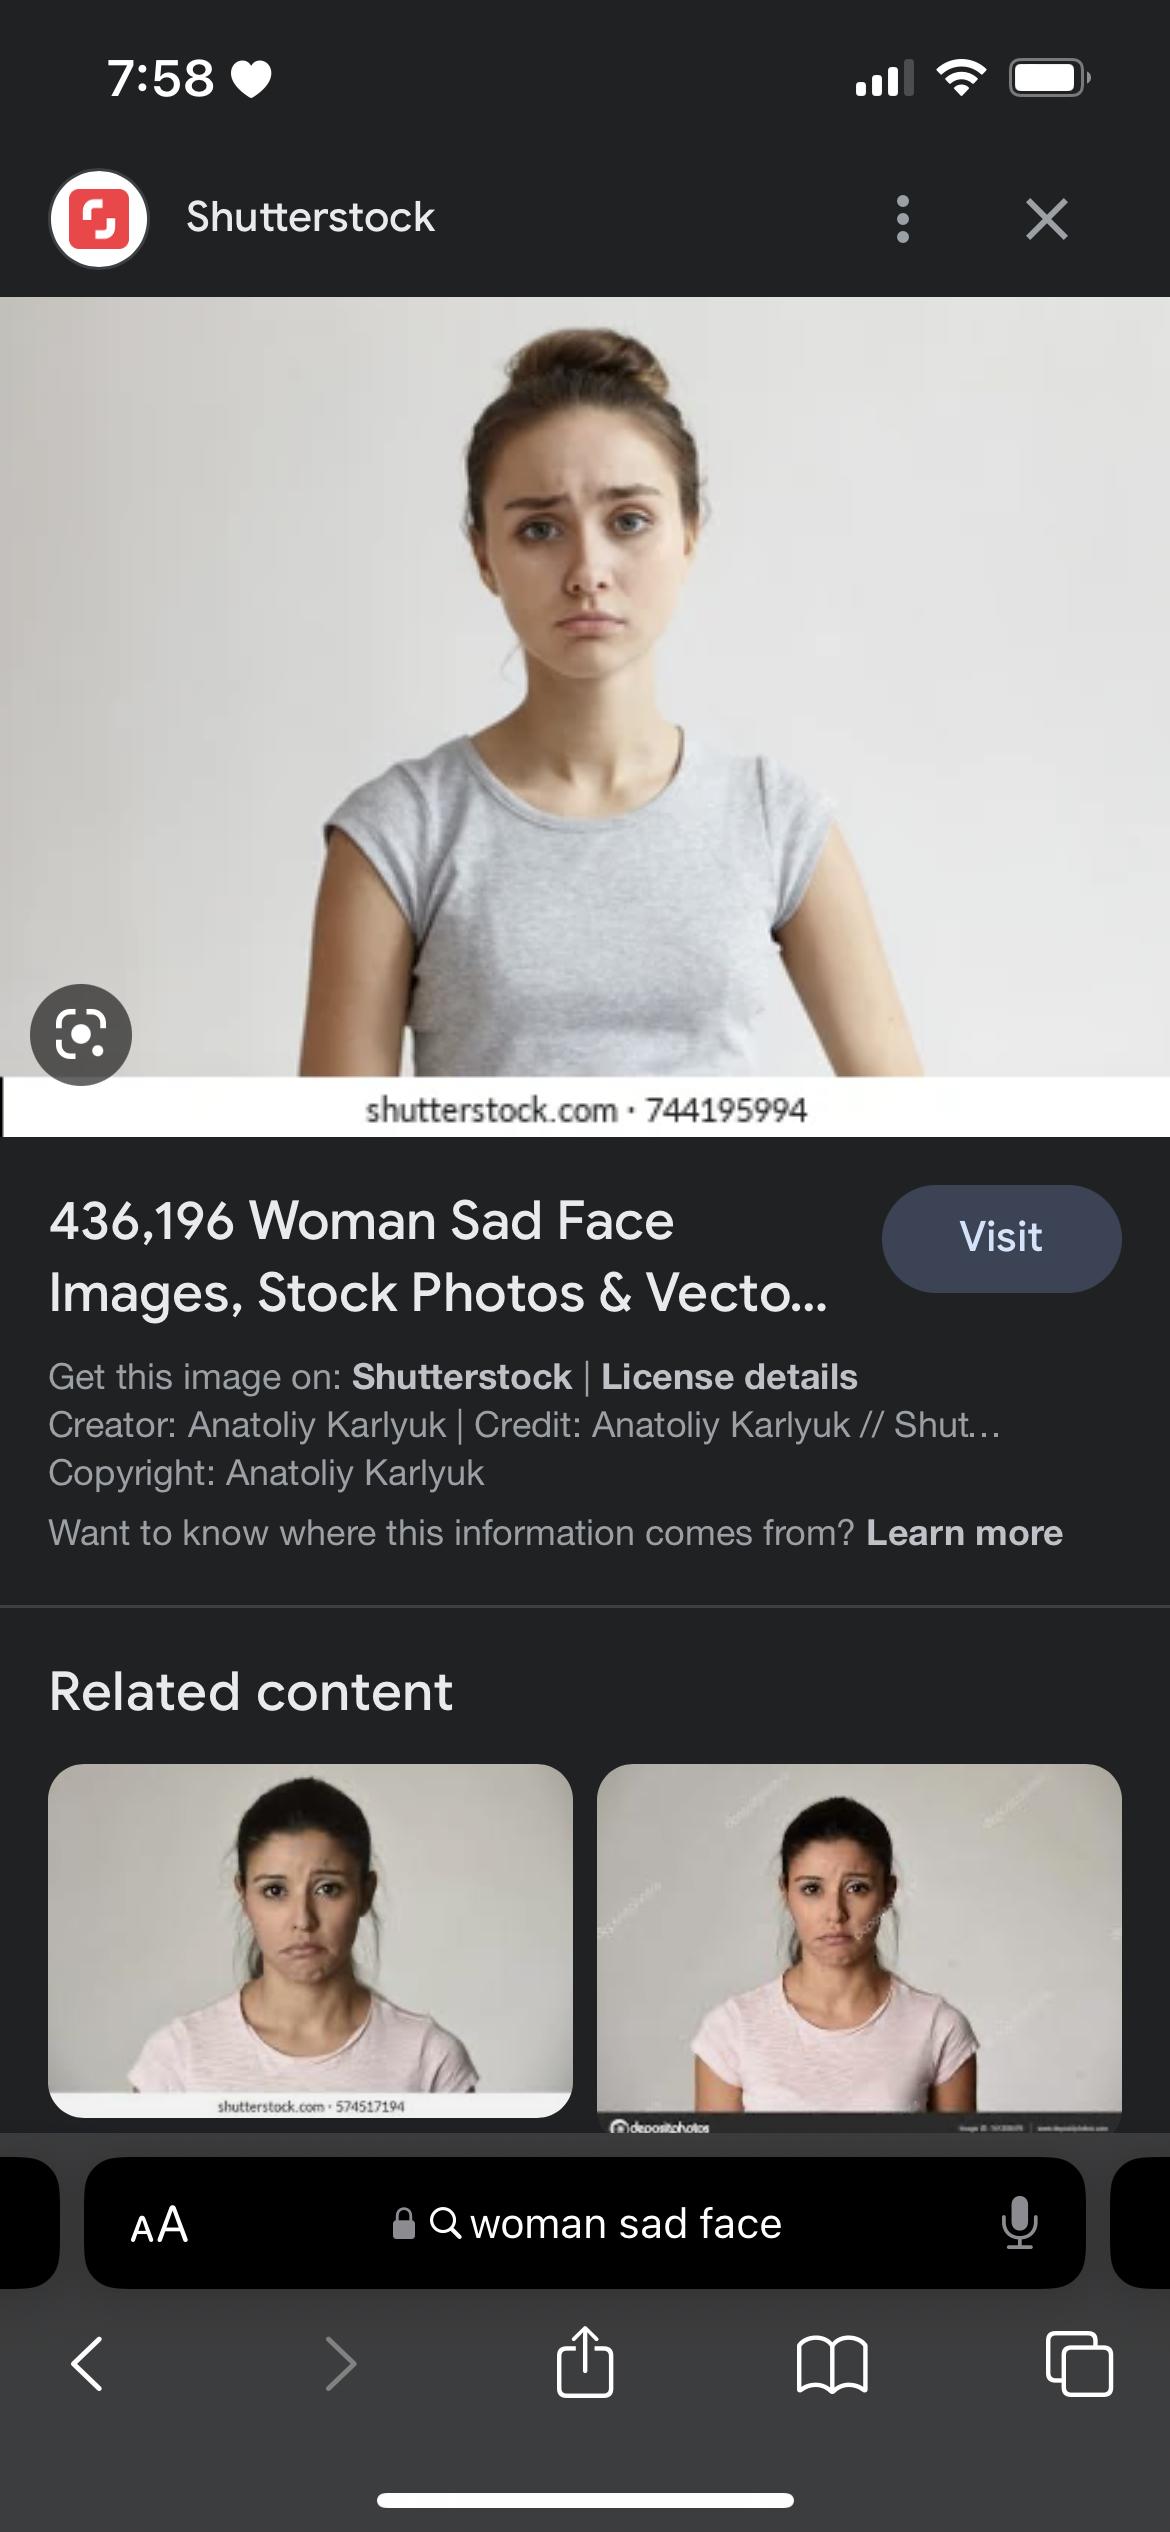 7:58
Shutterstock
shutterstock.com · 744195994
436,196 Woman Sad Face
Images, Stock Photos & Vecto...
Visit
Get this image on: Shutterstock | License details
Creator: Anatoliy Karlyuk | Credit: Anatoliy Karlyuk // Shut...
Copyright: Anatoliy Karlyuk
Want to know where this information comes from? Learn more
Related content
shutterstock.com · 574517194
depositphotos
AA
woman sad face